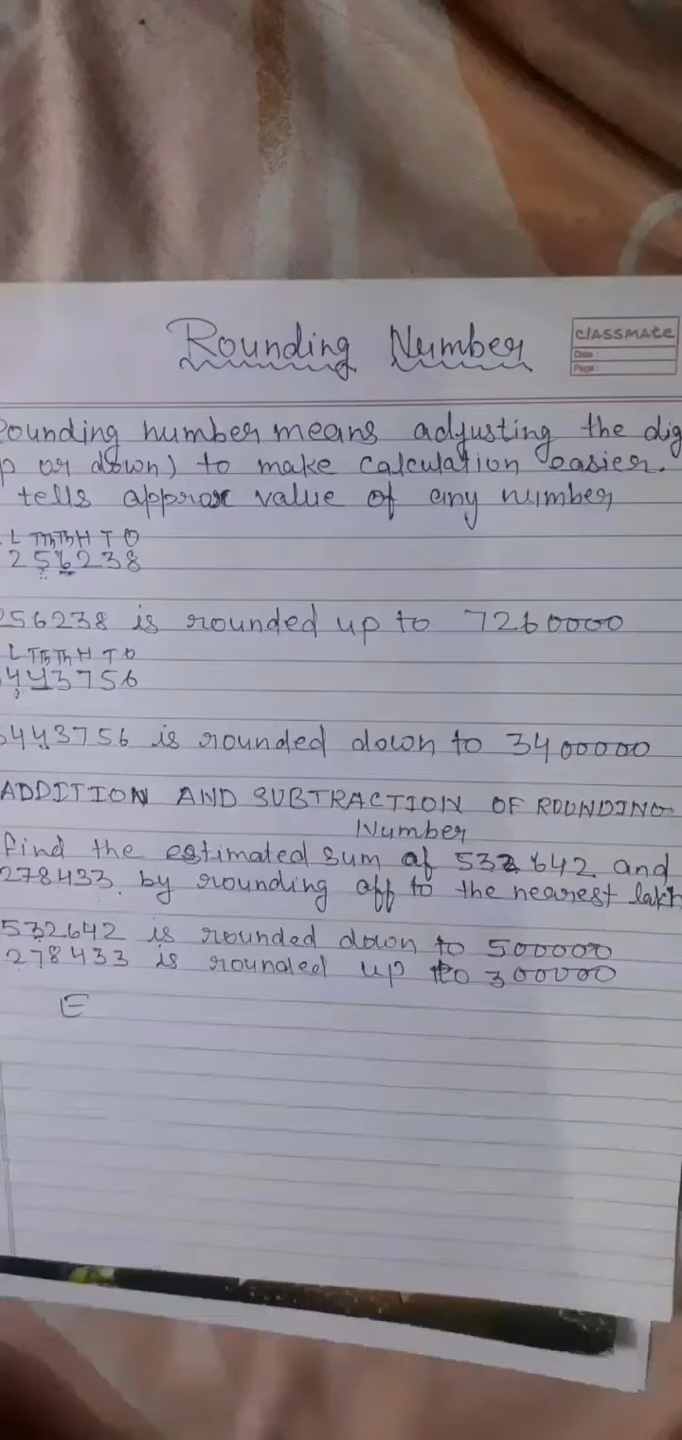 Rounding Number
CLASSMATE
Date :
Page :
ounding number means adjusting the dig
p or down) to make calculation easier.
tells approx value of any number
L TTh Th H T O
256238
256238 is rounded up to 7260000
L TTh Th H T O
443756
443756 is rounded down to 3400000
ADDITION AND SUBTRACTION OF ROUNDING
Number
find the estimated sum of 532642 and
278433. by rounding off to the nearest lakh
532642 is rounded down to 500000
278433 is rounded up to 300000
E